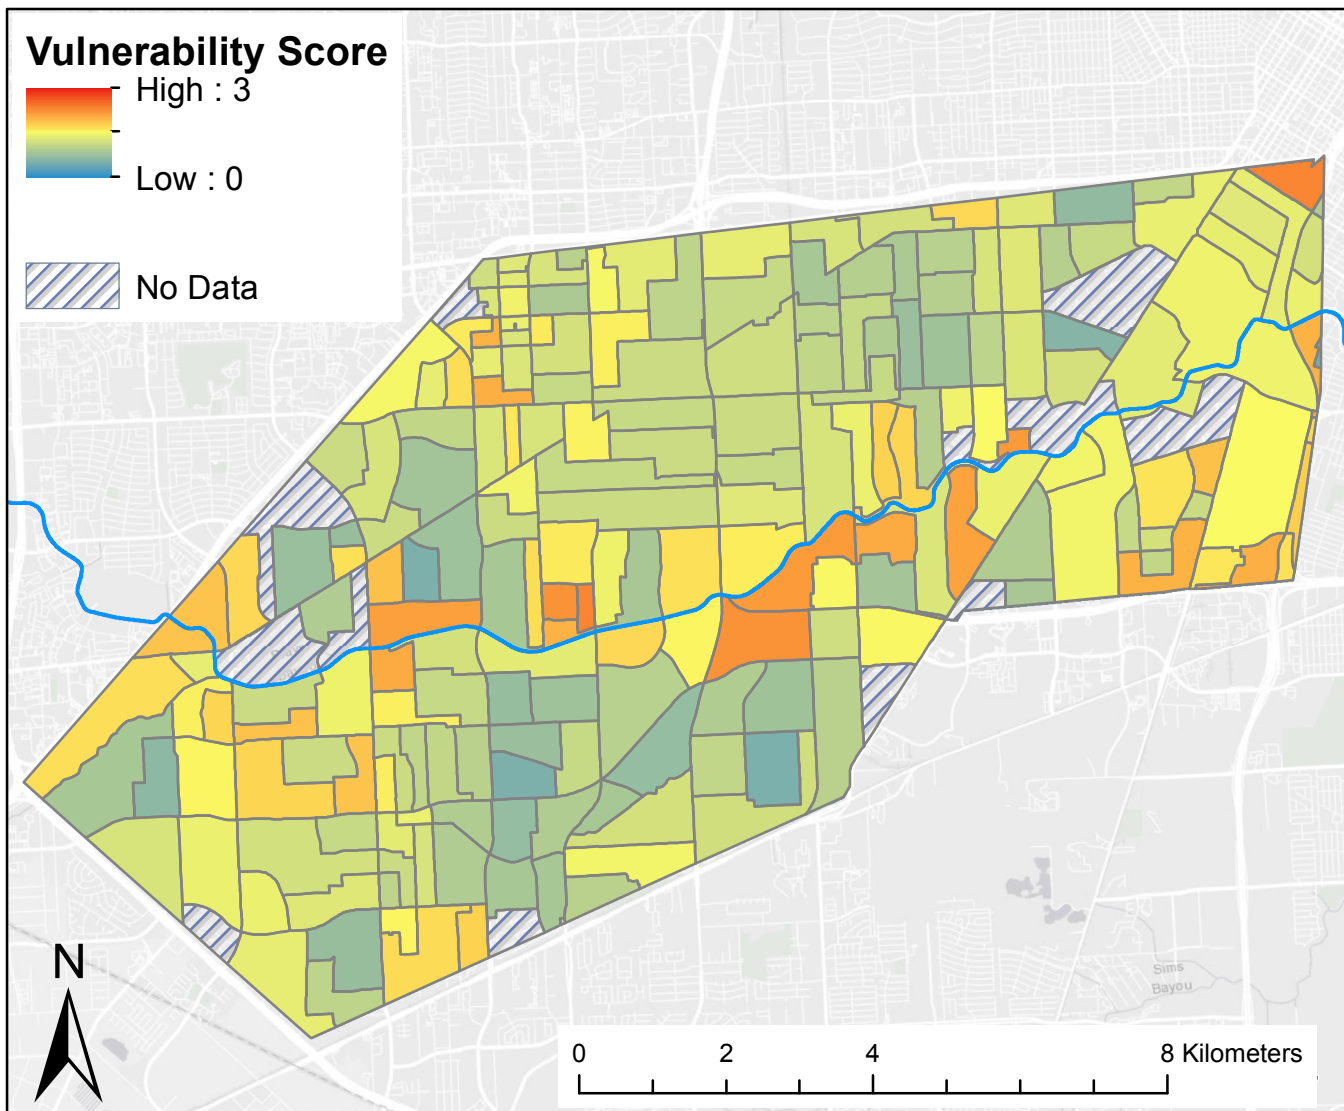 Vulnerability Score
High : 3
Low : 0
No Data
N
Sims
Bayou
0 2 4 8 Kilometers